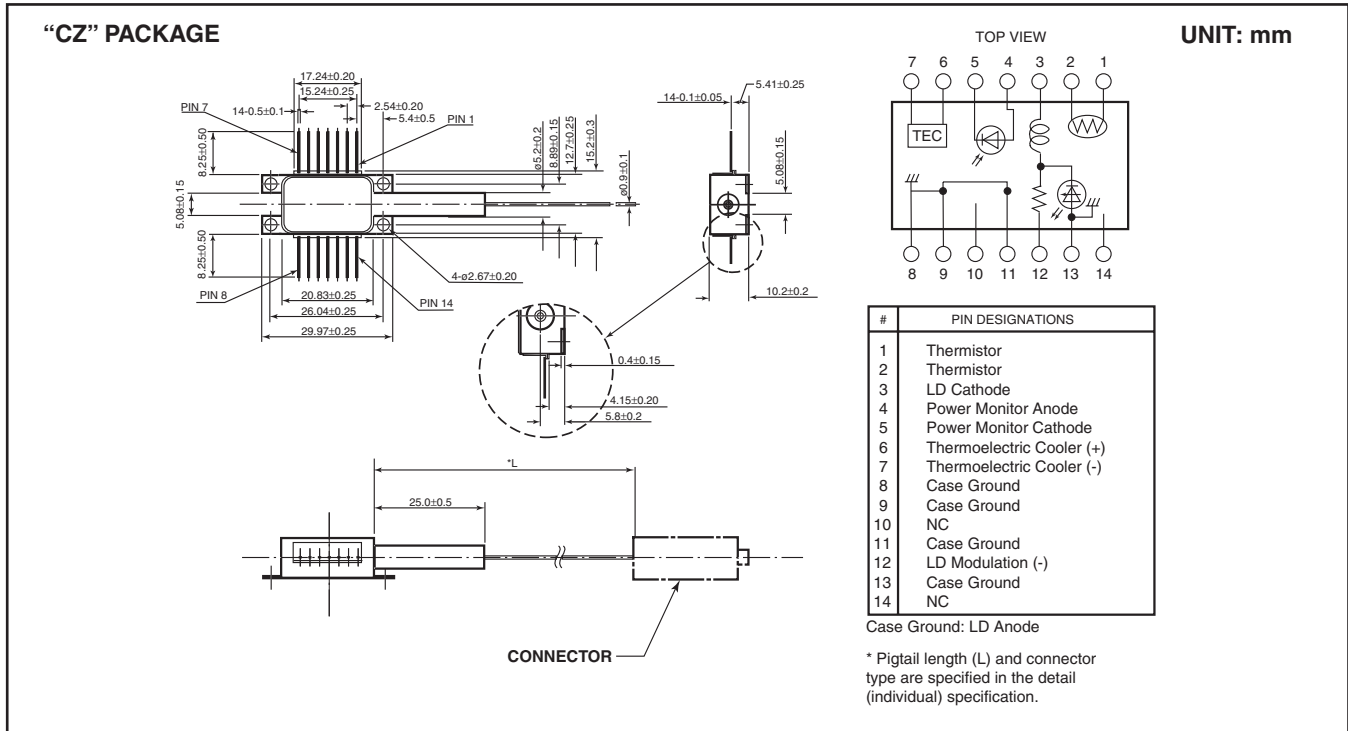 “CZ” PACKAGE
UNIT: mm
17.24±0.20
15.24±0.25
PIN 7
14-0.5±0.1
2.54±0.20
5.4±0.5
PIN 1
8.25±0.50
5.08±0.15
8.25±0.50
ø5.2±0.2
8.89±0.15
12.7±0.25
15.2±0.3
ø0.9±0.1
PIN 8
20.83±0.25
26.04±0.25
29.97±0.25
PIN 14
4-ø2.67±0.20
14-0.1±0.05
5.41±0.25
5.08±0.15
10.2±0.2
0.4±0.15
4.15±0.20
5.8±0.2
*L
25.0±0.5
CONNECTOR
TOP VIEW
7 6 5 4 3 2 1
TEC
8 9 10 11 12 13 14
# PIN DESIGNATIONS
1 Thermistor
2 Thermistor
3 LD Cathode
4 Power Monitor Anode
5 Power Monitor Cathode
6 Thermoelectric Cooler (+)
7 Thermoelectric Cooler (-)
8 Case Ground
9 Case Ground
10 NC
11 Case Ground
12 LD Modulation (-)
13 Case Ground
14 NC
Case Ground: LD Anode
* Pigtail length (L) and connector
type are specified in the detail
(individual) specification.